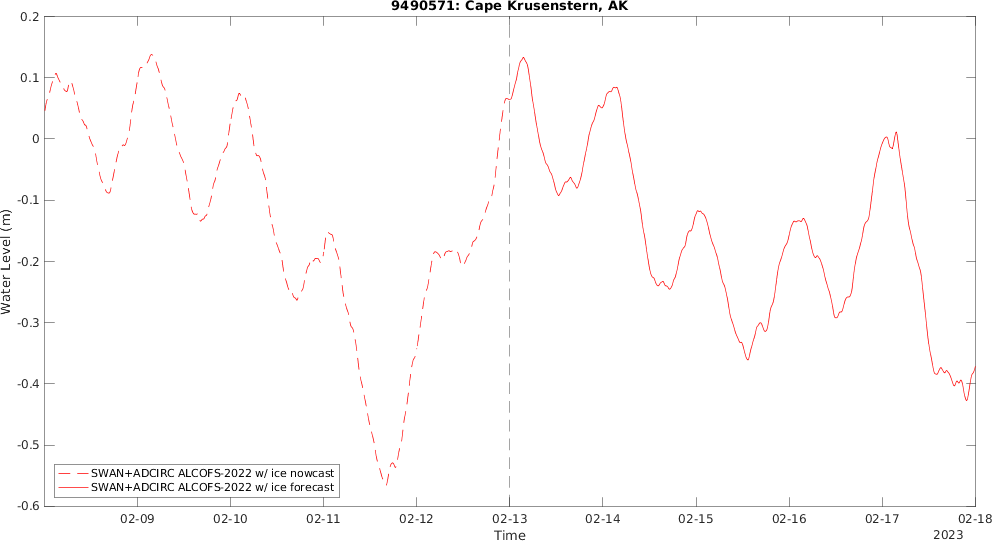 9490571: Cape Krusenstern, AK
0.2
0.1
0
-0.1
-0.2
-0.3
-0.4
-0.5
-0.6
Water Level (m)
SWAN+ADCIRC ALCOFS-2022 w/ ice nowcast
SWAN+ADCIRC ALCOFS-2022 w/ ice forecast
02-09 02-10 02-11 02-12 02-13 02-14 02-15 02-16 02-17 02-18
Time
2023